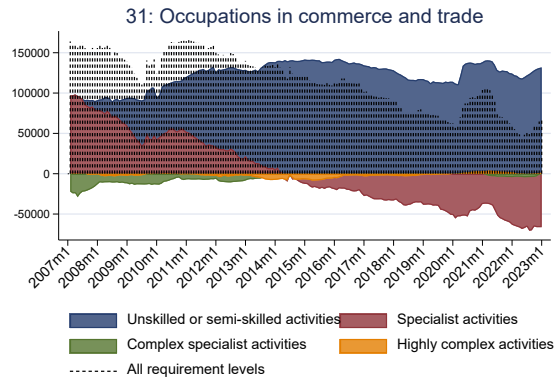 31: Occupations in commerce and trade
150000
100000
50000
0
-50000
2007m1
2008m1
2009m1
2010m1
2011m1
2012m1
2013m1
2014m1
2015m1
2016m1
2017m1
2018m1
2019m1
2020m1
2021m1
2022m1
2023m1
Unskilled or semi-skilled activities Specialist activities
Complex specialist activities Highly complex activities
All requirement levels